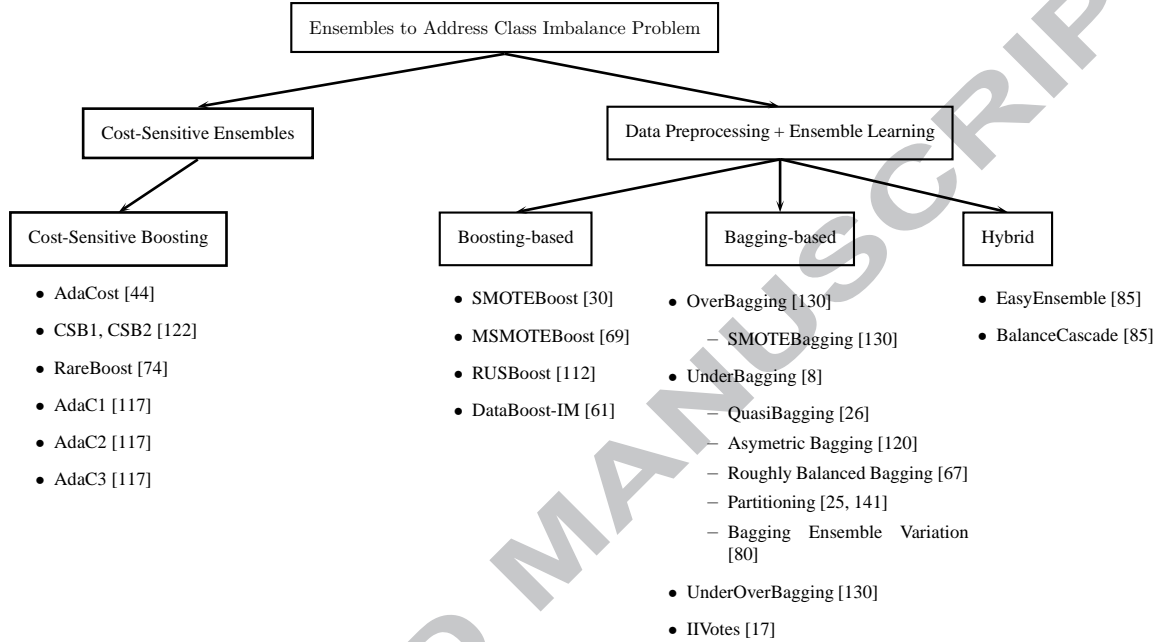 Ensembles to Address Class Imbalance Problem
Cost-Sensitive Ensembles
Data Preprocessing + Ensemble Learning
Cost-Sensitive Boosting
Boosting-based
Bagging-based
Hybrid
• AdaCost [44]
• CSB1, CSB2 [122]
• RareBoost [74]
• AdaC1 [117]
• AdaC2 [117]
• AdaC3 [117]
• SMOTEBoost [30]
• MSMOTEBoost [69]
• RUSBoost [112]
• DataBoost-IM [61]
• OverBagging [130]
– SMOTEBagging [130]
• UnderBagging [8]
– QuasiBagging [26]
– Asymetric Bagging [120]
– Roughly Balanced Bagging [67]
– Partitioning [25, 141]
– Bagging Ensemble Variation
[80]
• UnderOverBagging [130]
• IIVotes [17]
• EasyEnsemble [85]
• BalanceCascade [85]
D MANUSCRIP